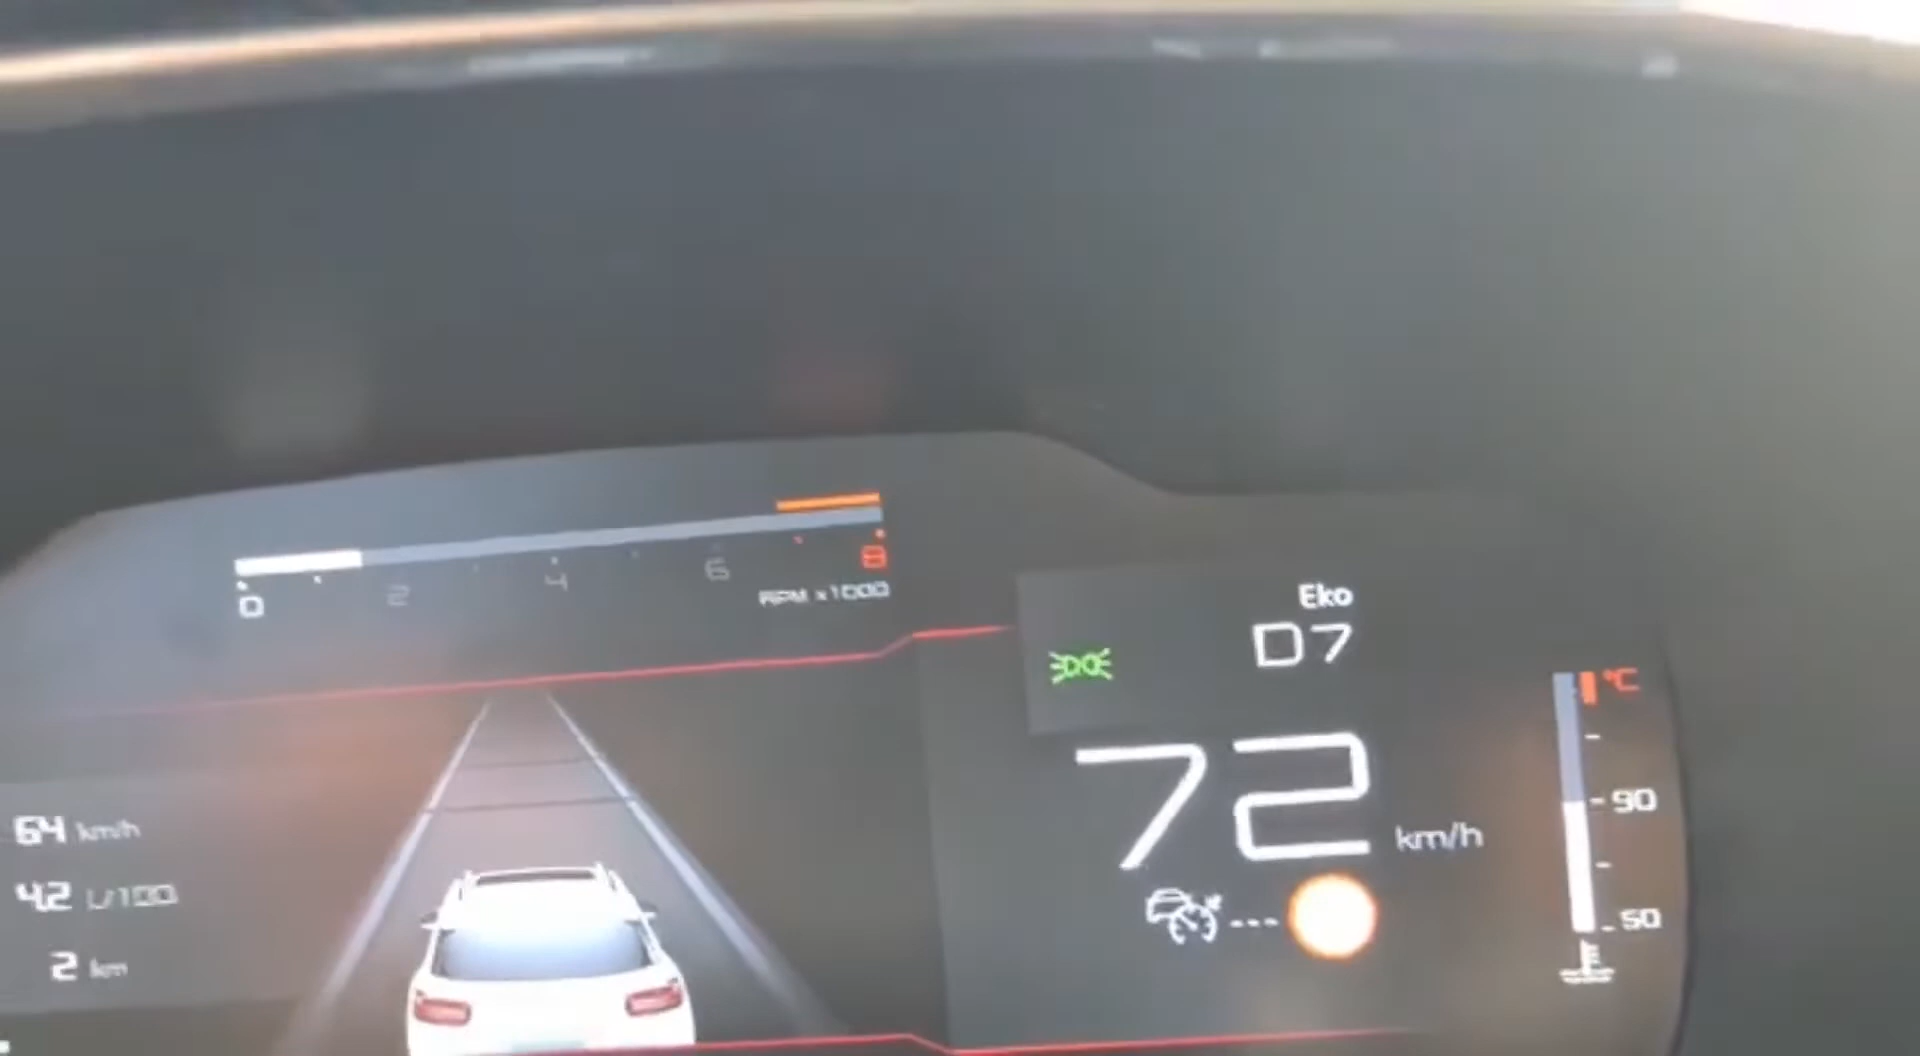 0 2 4 6 8
RPM x1000
Eko
D7
°C
72 km/h
90
50
---
64 km/h
4.2 L/100
2 km